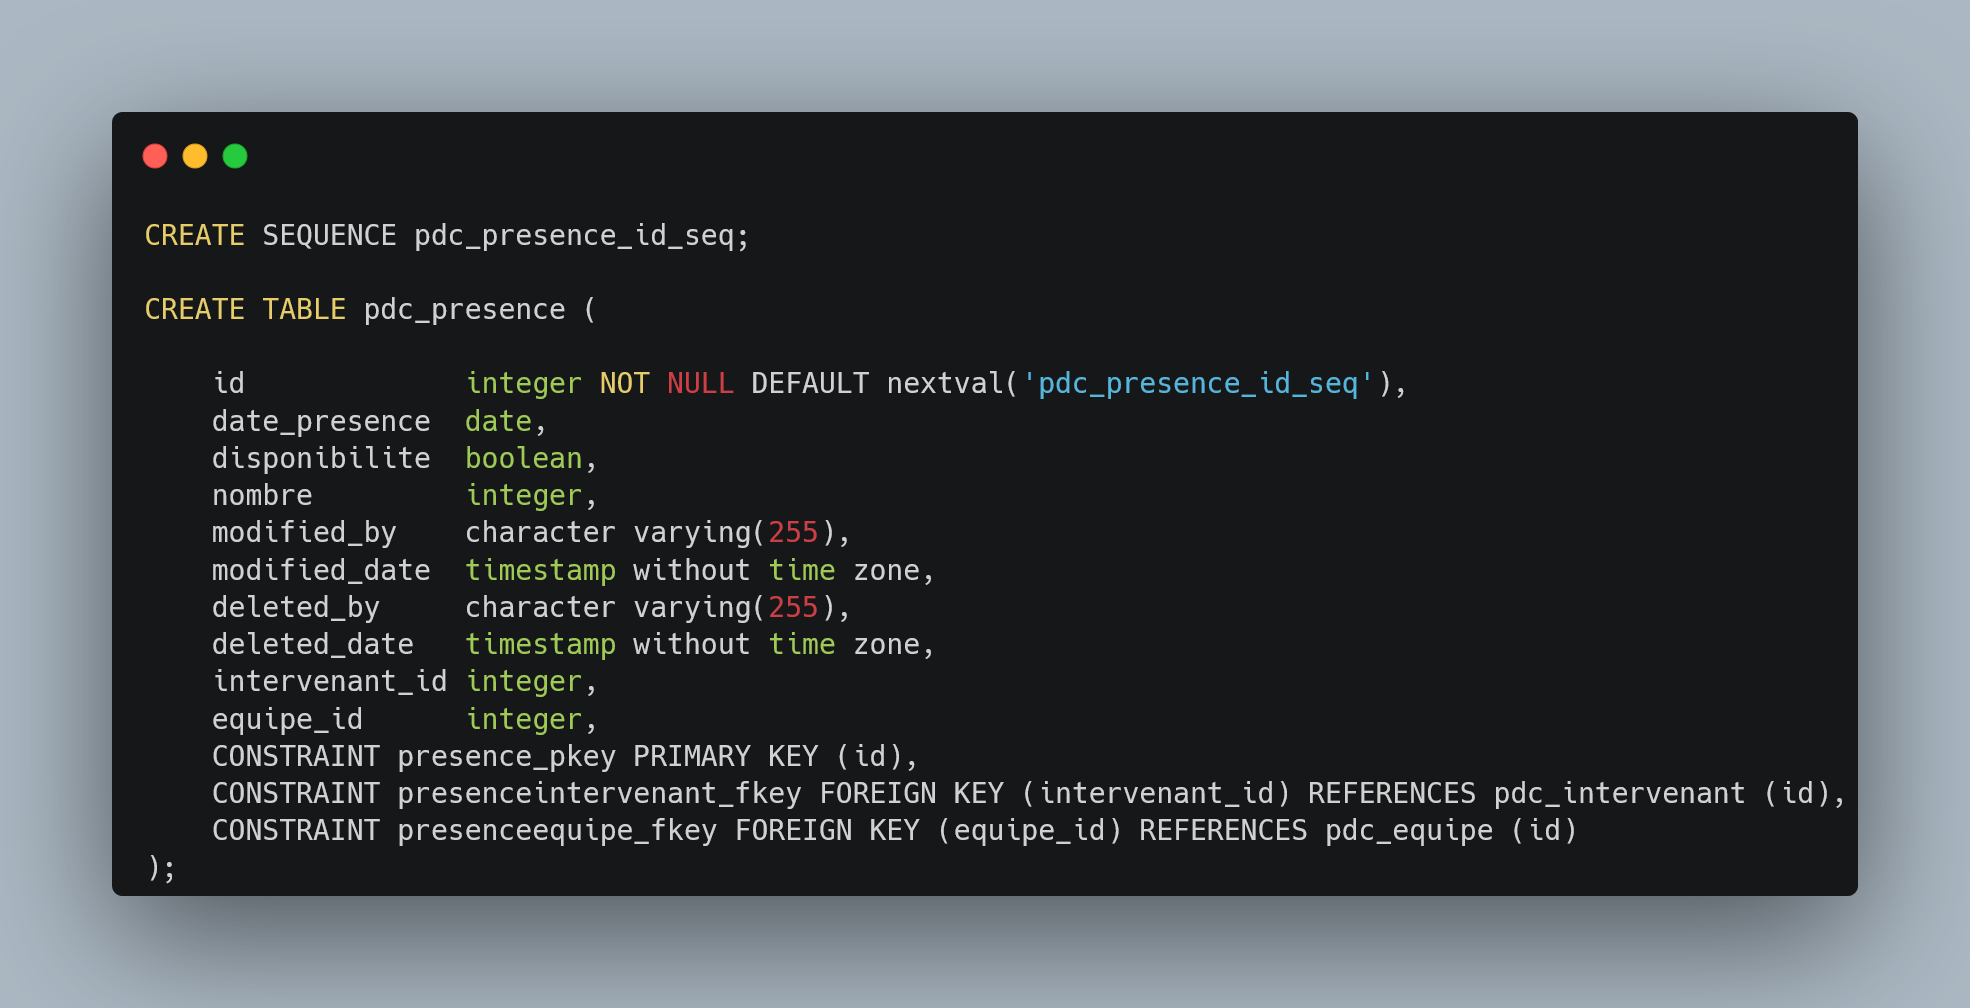 CREATE SEQUENCE pdc_presence_id_seq;
CREATE TABLE pdc_presence (
    id             integer NOT NULL DEFAULT nextval('pdc_presence_id_seq'),
    date_presence  date,
    disponibilite  boolean,
    nombre         integer,
    modified_by    character varying(255),
    modified_date  timestamp without time zone,
    deleted_by     character varying(255),
    deleted_date   timestamp without time zone,
    intervenant_id integer,
    equipe_id      integer,
    CONSTRAINT presence_pkey PRIMARY KEY (id),
    CONSTRAINT presenceintervenant_fkey FOREIGN KEY (intervenant_id) REFERENCES pdc_intervenant (id),
    CONSTRAINT presenceequipe_fkey FOREIGN KEY (equipe_id) REFERENCES pdc_equipe (id)
);